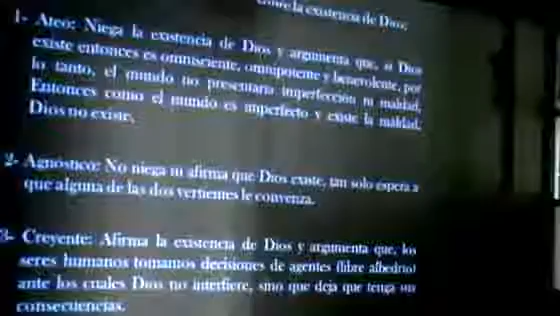 sobre la existencia de Dios:
1- Ateo: Niega la existencia de Dios y argumenta que, si Dios
existe entonces es omnisciente, omnipotente y benevolente, por
lo tanto, el mundo no presentaría imperfección ni maldad.
Entonces como el mundo es imperfecto y existe la maldad,
Dios no existe.
2- Agnóstico: No niega ni afirma que Dios existe, tan solo espera a
que alguna de las dos vertientes le convenza.
3- Creyente: Afirma la existencia de Dios y argumenta que, los
seres humanos tomamos decisiones de agentes (libre albedrío)
ante los cuales Dios no interfiere, sino que deja que tenga sus
consecuencias.